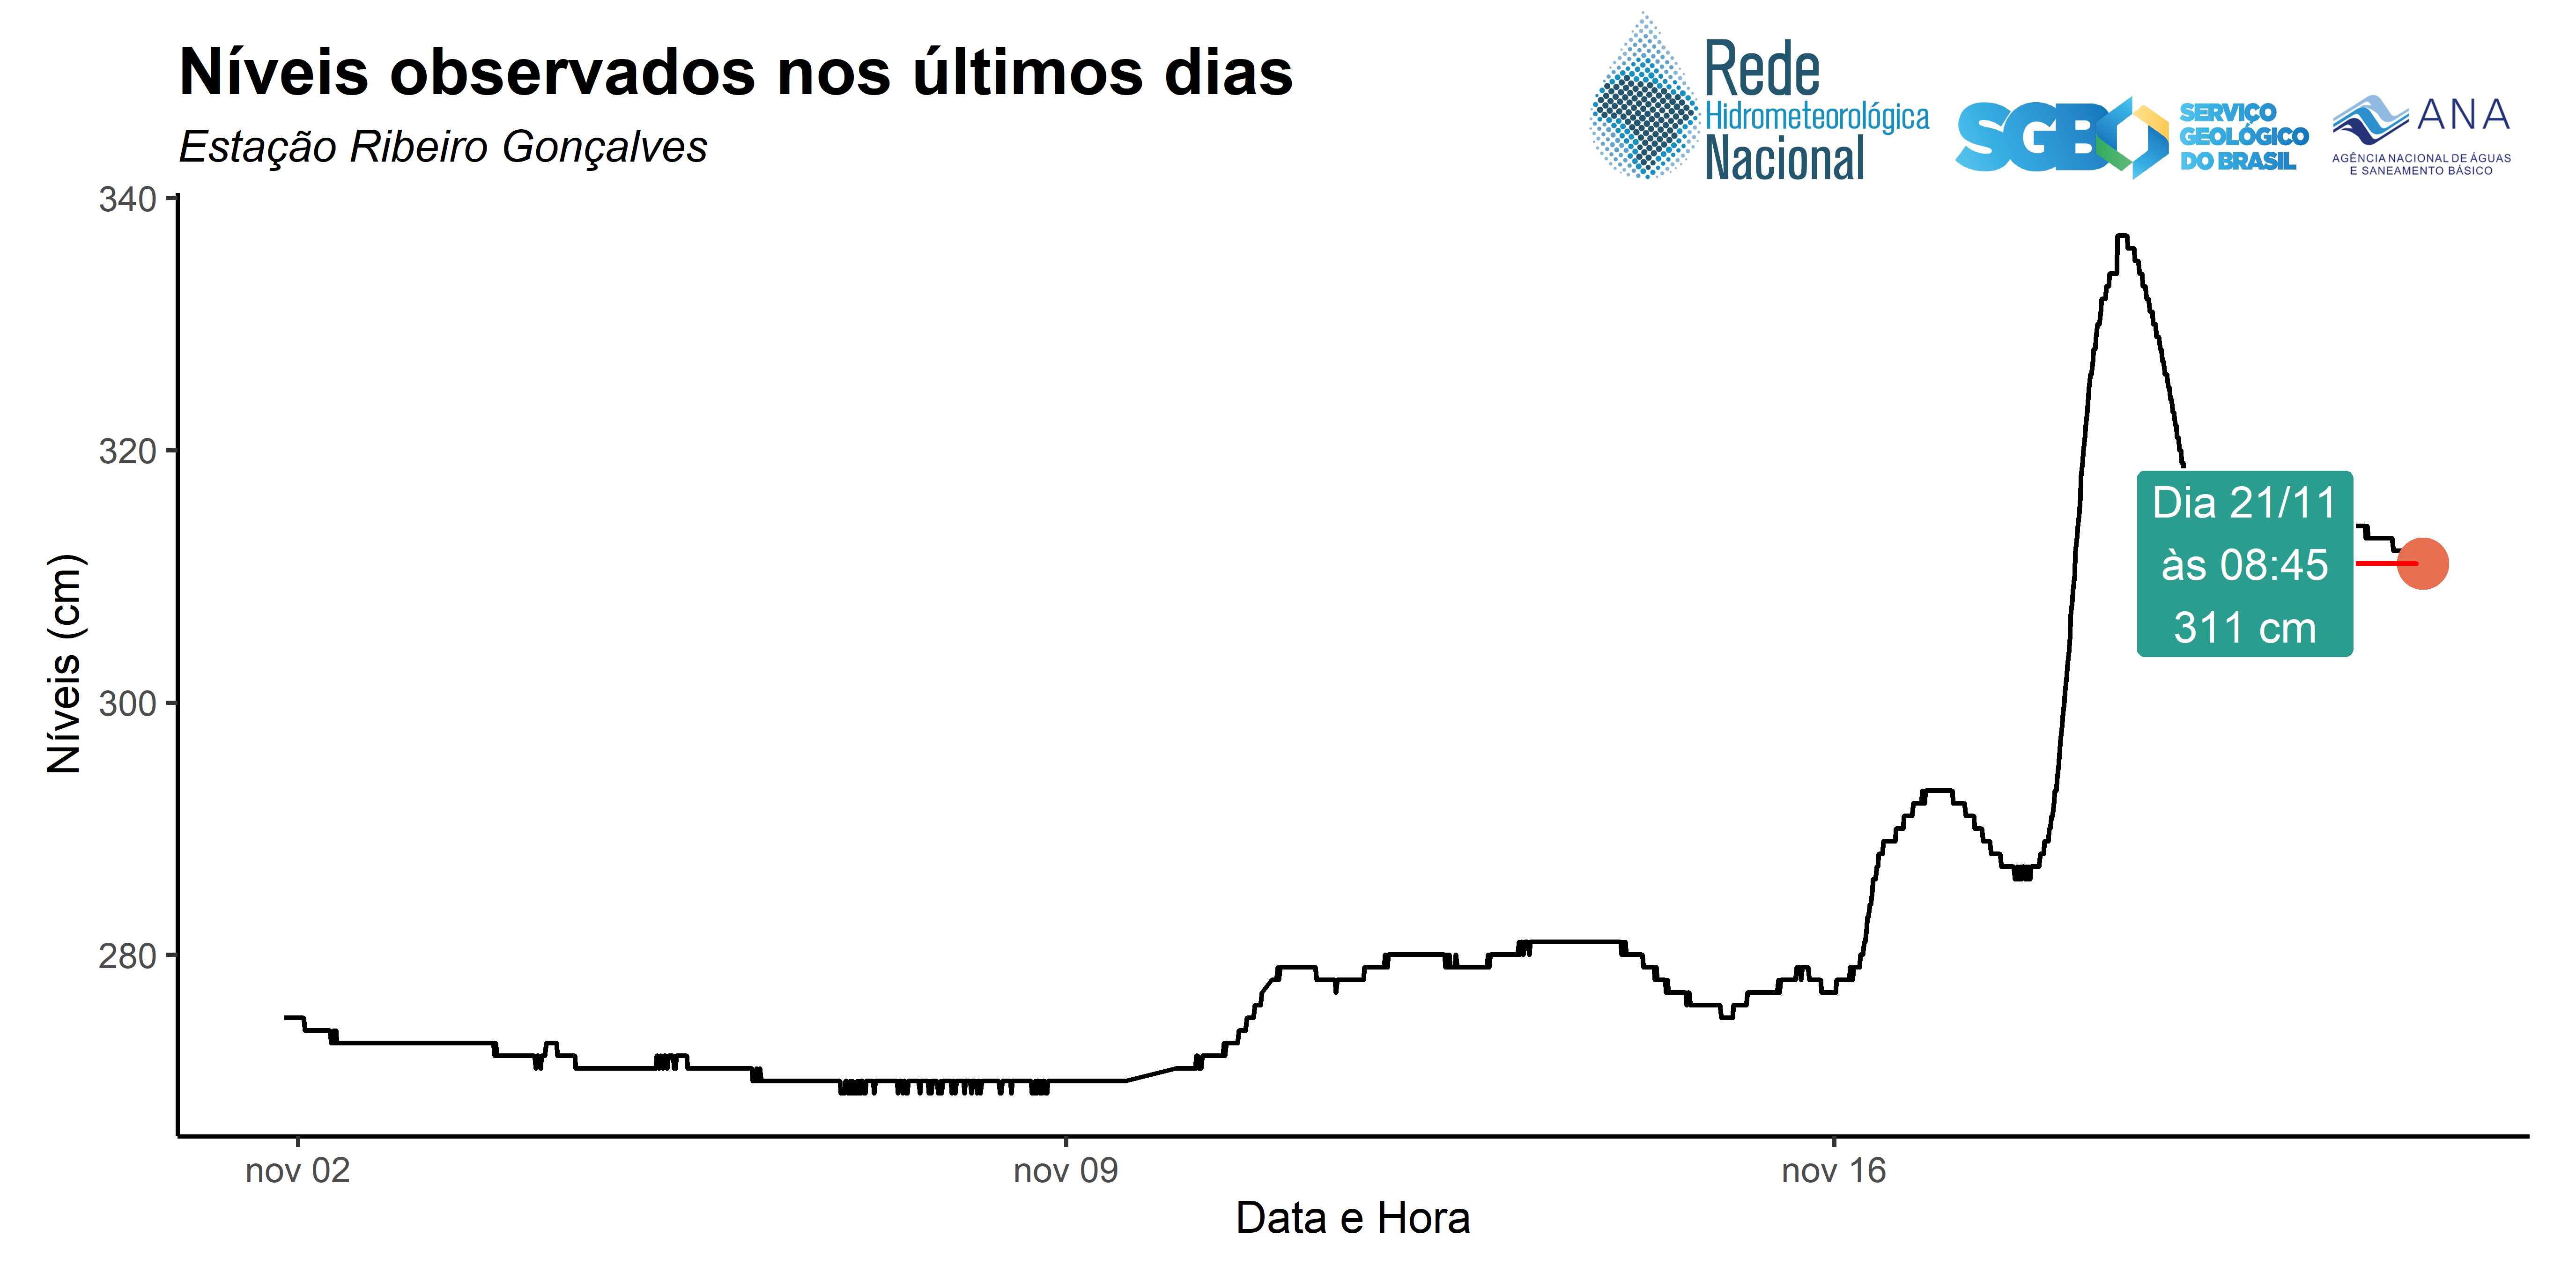 Níveis observados nos últimos dias
Estação Ribeiro Gonçalves
Rede
Hidrometeorológica
Nacional
SGB
SERVIÇO
GEOLÓGICO
DO BRASIL
ANA
AGÊNCIA NACIONAL DE ÁGUAS
E SANEAMENTO BÁSICO
340
320
300
280
Níveis (cm)
Dia 21/11
às 08:45
311 cm
nov 02
nov 09
nov 16
Data e Hora